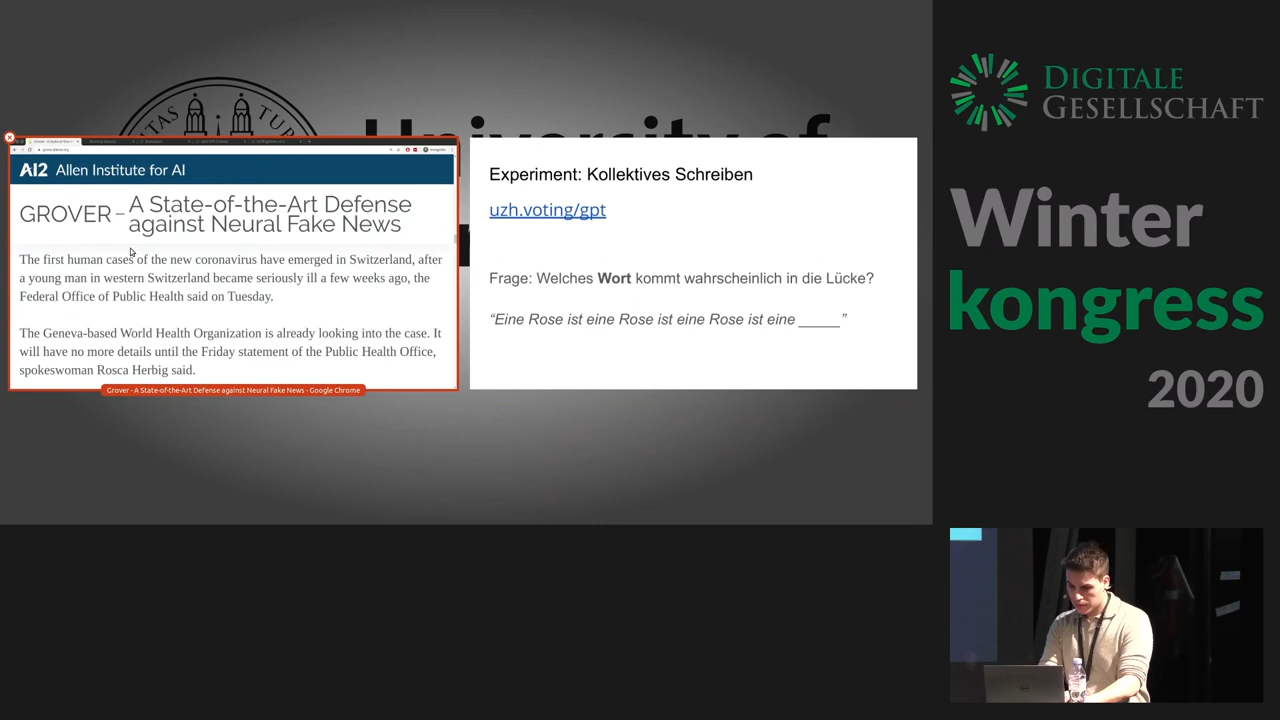 University of
AI2 Allen Institute for AI
GROVER – A State-of-the-Art Defense
against Neural Fake News
The first human cases of the new coronavirus have emerged in Switzerland, after
a young man in western Switzerland became seriously ill a few weeks ago, the
Federal Office of Public Health said on Tuesday.
The Geneva-based World Health Organization is already looking into the case. It
will have no more details until the Friday statement of the Public Health Office,
spokeswoman Rosca Herbig said.
Grover - A State-of-the-Art Defense against Neural Fake News - Google Chrome
Experiment: Kollektives Schreiben
uzh.voting/gpt
Frage: Welches Wort kommt wahrscheinlich in die Lücke?
“Eine Rose ist eine Rose ist eine Rose ist eine _____”
DIGITALE
GESELLSCHAFT
Winter
kongress
2020